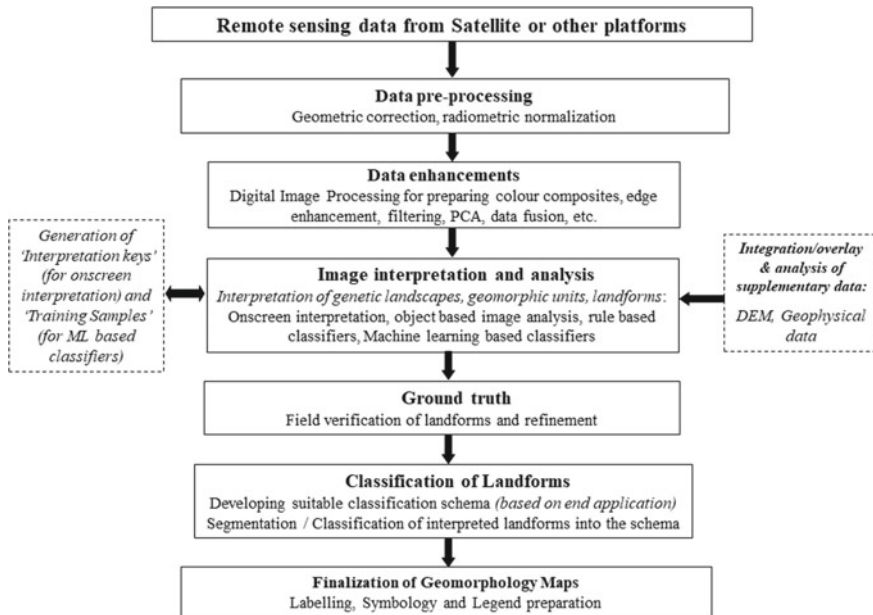 Remote sensing data from Satellite or other platforms
Data pre-processing
Geometric correction, radiometric normalization
Data enhancements
Digital Image Processing for preparing colour composites, edge
enhancement, filtering, PCA, data fusion, etc.
Generation of
‘Interpretation keys’
(for onscreen
interpretation) and
‘Training Samples’
(for ML based
classifiers)
Image interpretation and analysis
Interpretation of genetic landscapes, geomorphic units, landforms:
Onscreen interpretation, object based image analysis, rule based
classifiers, Machine learning based classifiers
Integration/overlay
& analysis of
supplementary data:
DEM, Geophysical
data
Ground truth
Field verification of landforms and refinement
Classification of Landforms
Developing suitable classification schema (based on end application)
Segmentation / Classification of interpreted landforms into the schema
Finalization of Geomorphology Maps
Labelling, Symbology and Legend preparation